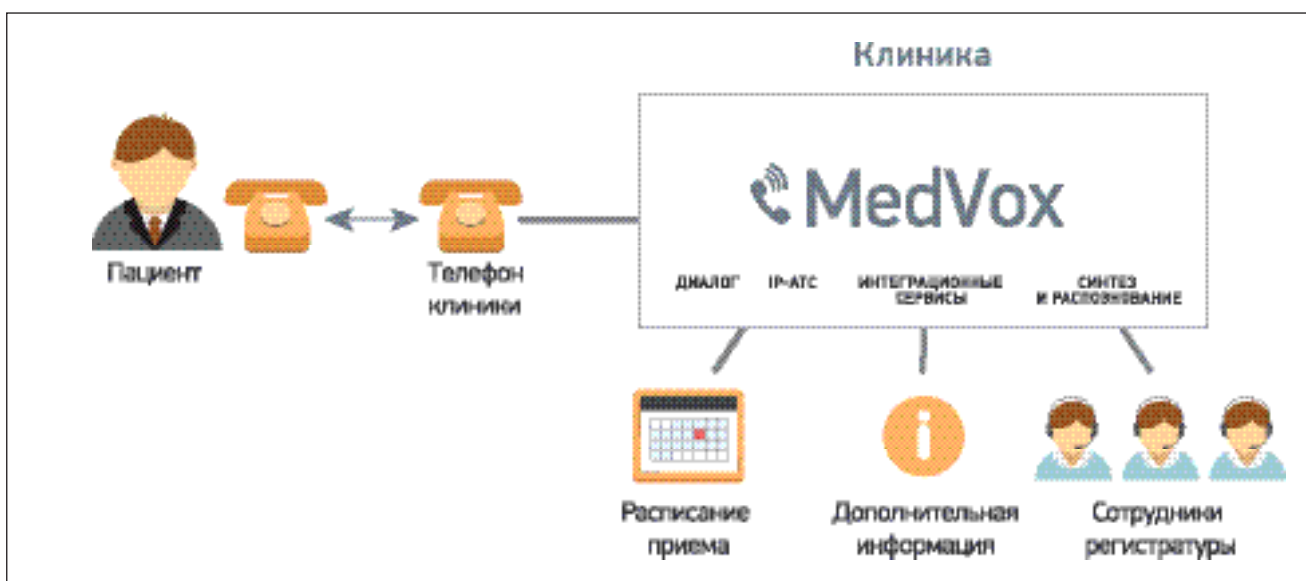 Клиника
MedVox
ДИАЛОГ IP-АТС ИНТЕГРАЦИОННЫЕ СЕРВИСЫ СИНТЕЗ И РАСПОЗНОВАНИЕ
Пациент
Телефон
клиники
Расписание
приема
Дополнительная
информация
Сотрудники
регистратуры